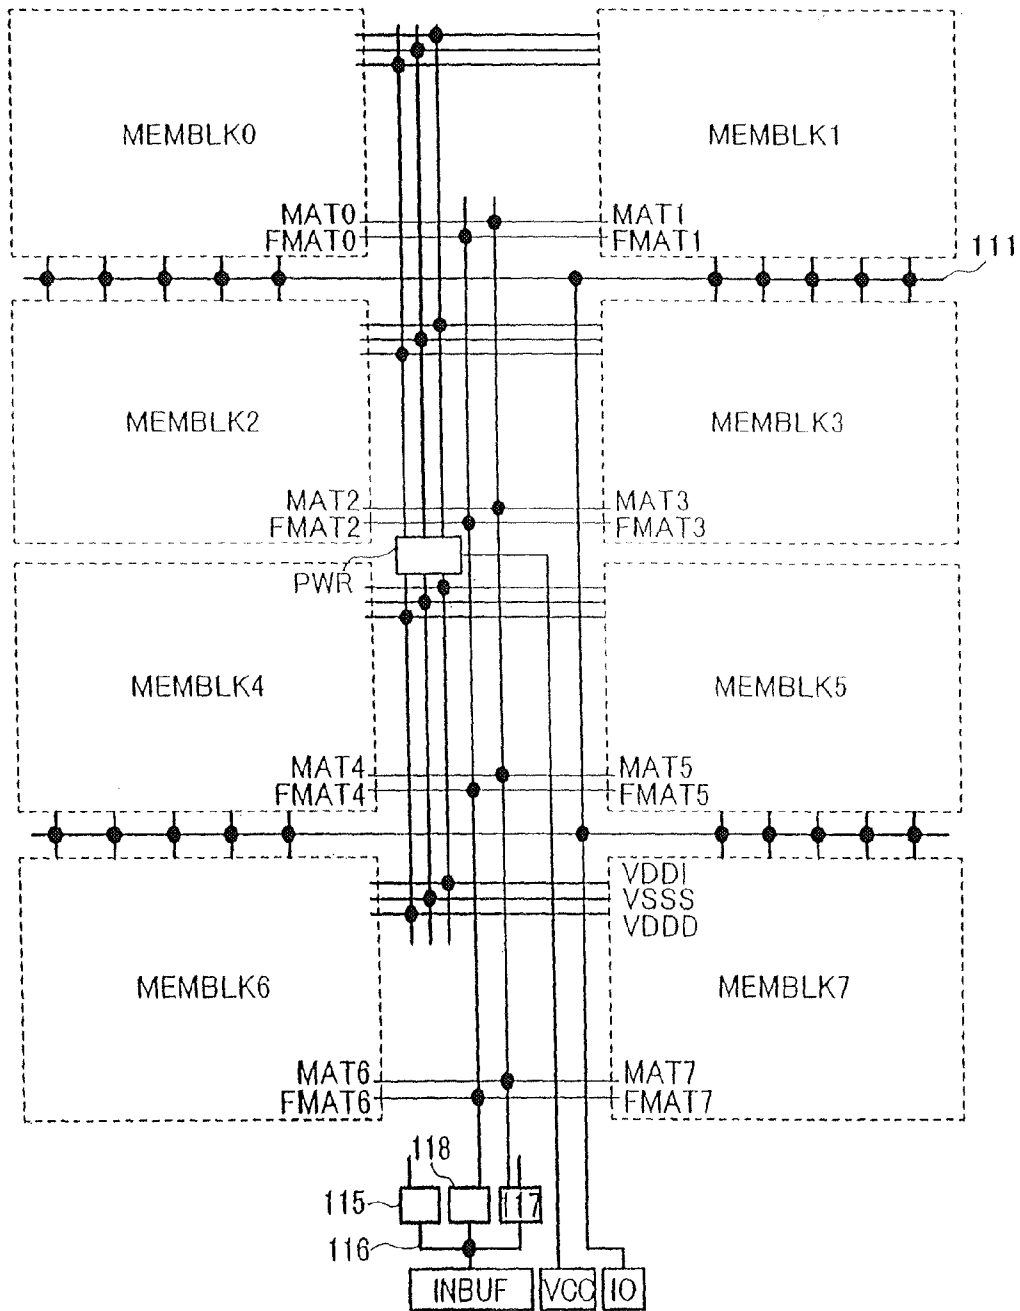 MEMBLK0
MEMBLK1
MAT0
MAT1
FMAT0
FMAT1
111
MEMBLK2
MEMBLK3
MAT2
MAT3
FMAT2
FMAT3
PWR
MEMBLK4
MEMBLK5
MAT4
MAT5
FMAT4
FMAT5
VDDI
VSSS
VDDD
MEMBLK6
MEMBLK7
MAT6
MAT7
FMAT6
FMAT7
118
115
117
116
INBUF
VCC
IO